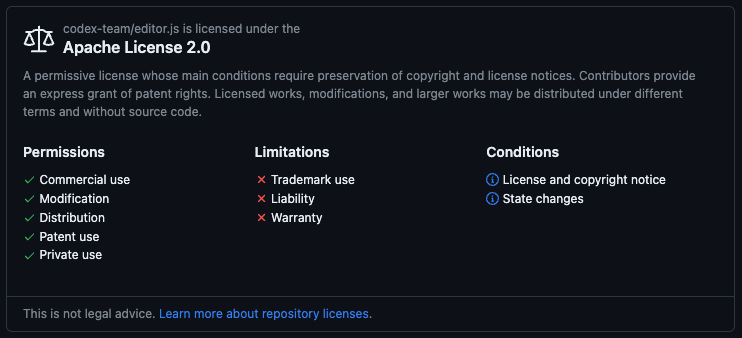 codex-team/editor.js is licensed under the
Apache License 2.0
A permissive license whose main conditions require preservation of copyright and license notices. Contributors provide
an express grant of patent rights. Licensed works, modifications, and larger works may be distributed under different
terms and without source code.
Permissions
Commercial use
Modification
Distribution
Patent use
Private use
Limitations
Trademark use
Liability
Warranty
Conditions
License and copyright notice
State changes
This is not legal advice. Learn more about repository licenses.